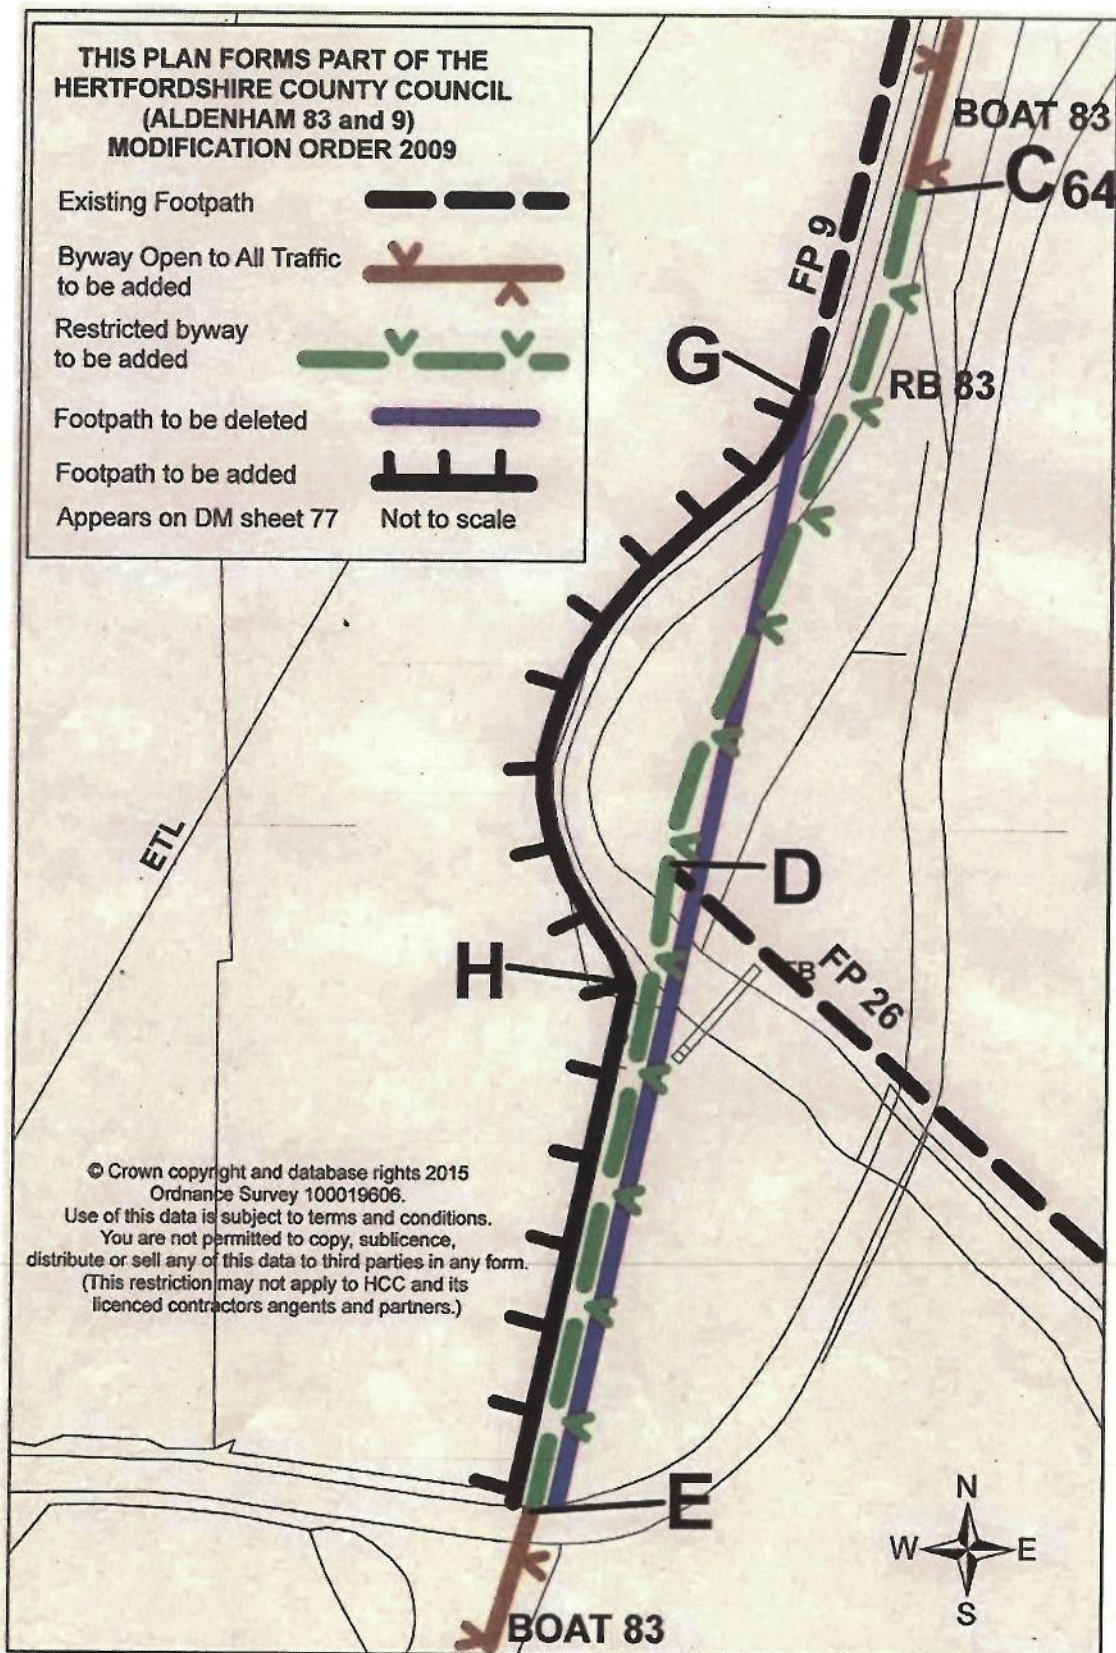 THIS PLAN FORMS PART OF THE
HERTFORDSHIRE COUNTY COUNCIL
(ALDENHAM 83 and 9)
MODIFICATION ORDER 2009
Existing Footpath
Byway Open to All Traffic
to be added
Restricted byway
to be added
Footpath to be deleted
Footpath to be added
Appears on DM sheet 77 Not to scale
BOAT 83
C 64
FP 9
G
RB 83
ETL
D
H
FP 26
© Crown copyright and database rights 2015
Ordnance Survey 100019606.
Use of this data is subject to terms and conditions.
You are not permitted to copy, sublicence,
distribute or sell any of this data to third parties in any form.
(This restriction may not apply to HCC and its
licenced contractors angents and partners.)
E
N
W E
S
BOAT 83